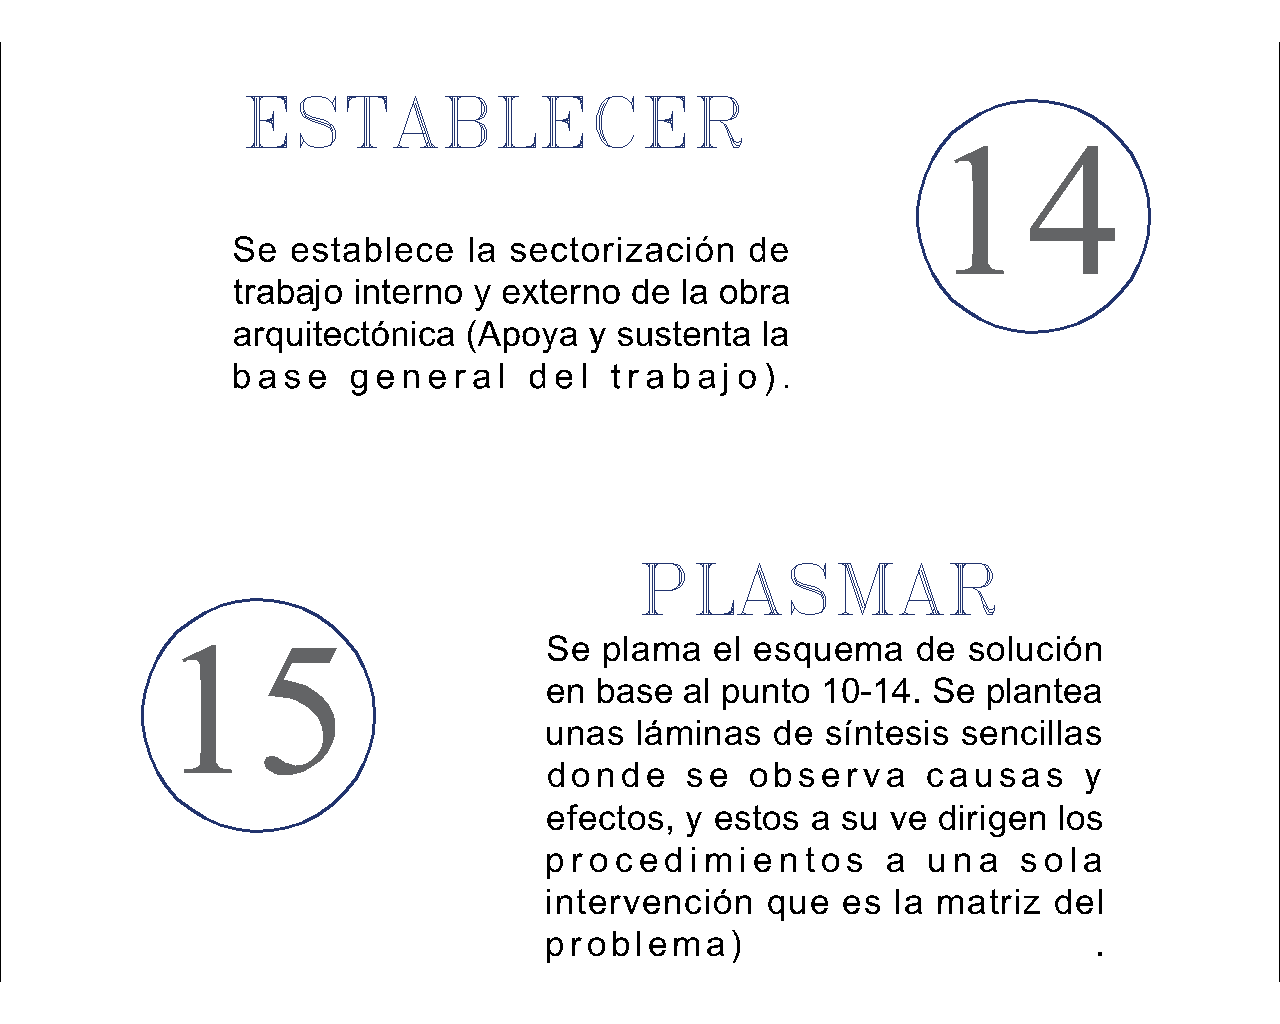 ESTABLECER
14
Se establece la sectorización de
trabajo interno y externo de la obra
arquitectónica (Apoya y sustenta la
base general del trabajo).
PLASMAR
15
Se plama el esquema de solución
en base al punto 10-14. Se plantea
unas láminas de síntesis sencillas
donde se observa causas y
efectos, y estos a su ve dirigen los
procedimientos a una sola
intervención que es la matriz del
problema) .